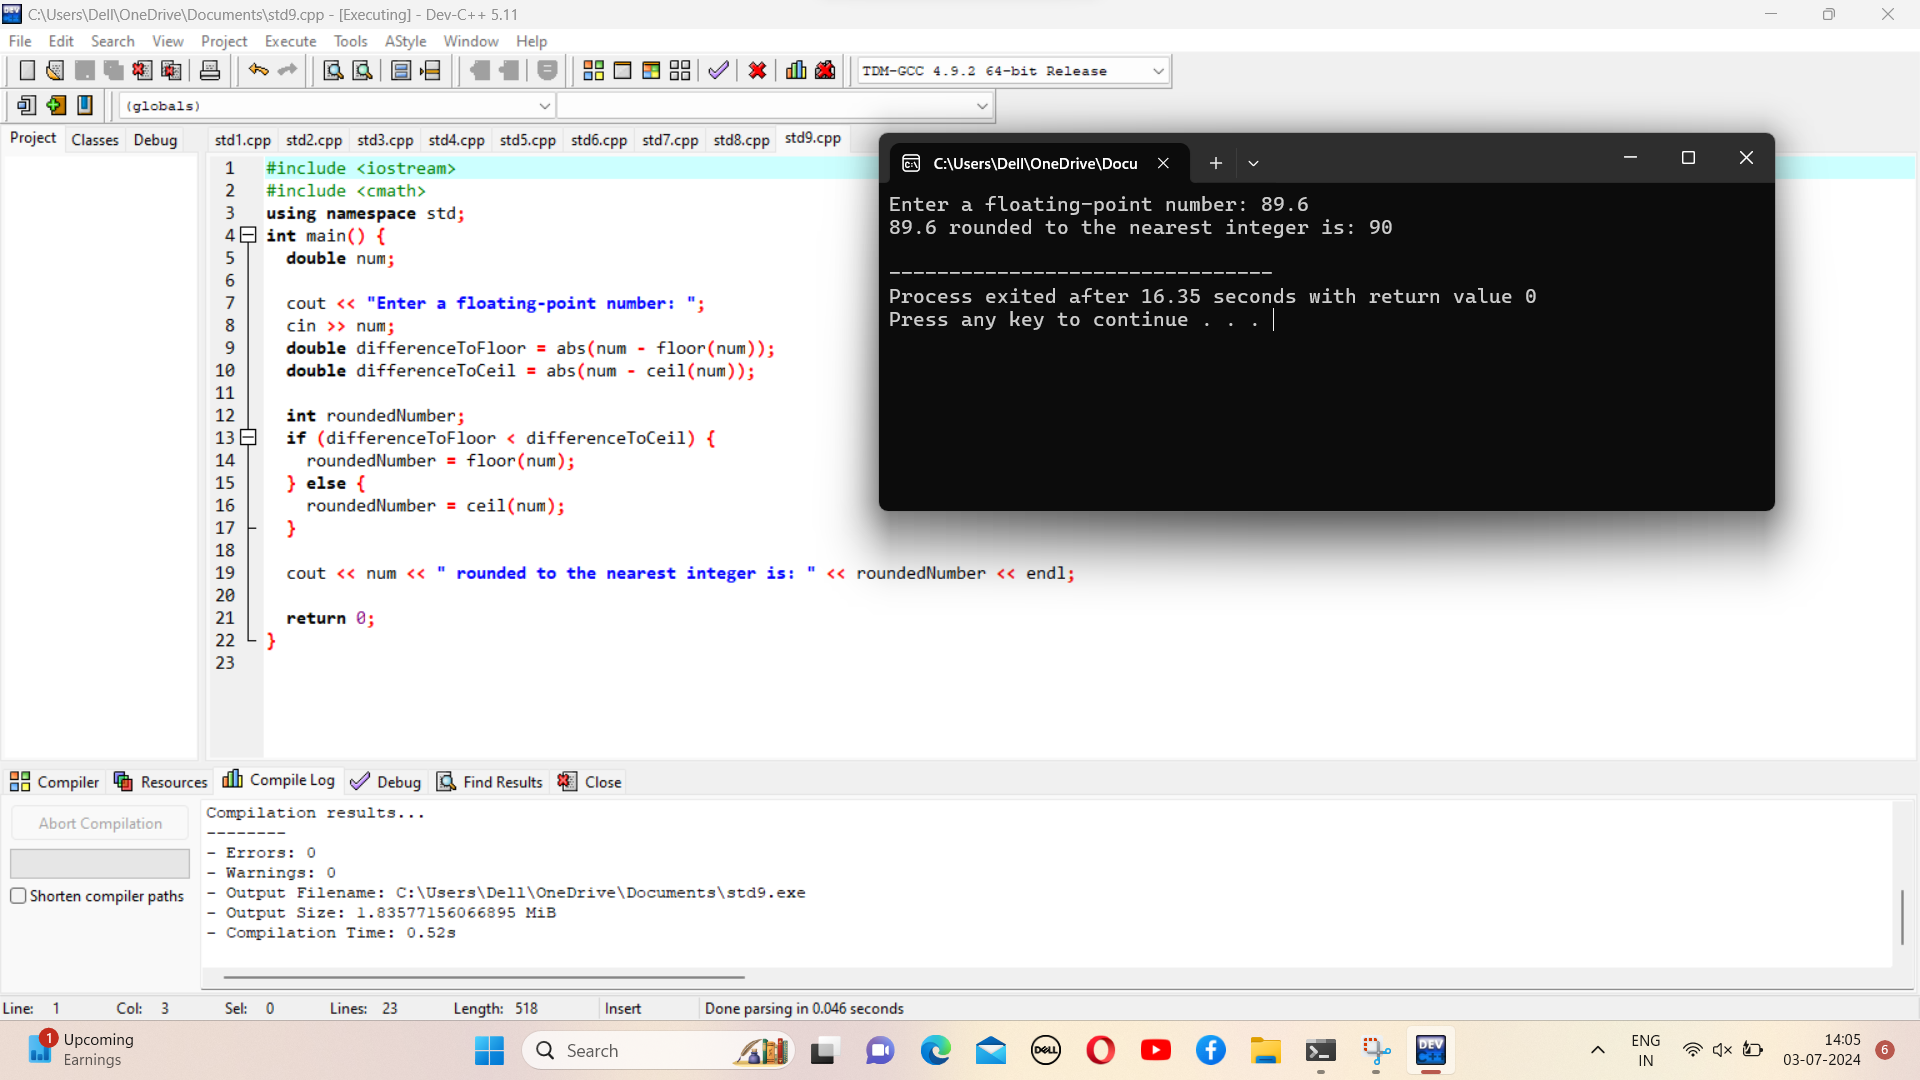 C:\Users\Dell\OneDrive\Documents\std9.cpp - [Executing] - Dev-C++ 5.11
File Edit Search View Project Execute Tools AStyle Window Help
TDM-GCC 4.9.2 64-bit Release
(globals)
Project Classes Debug
std1.cpp std2.cpp std3.cpp std4.cpp std5.cpp std6.cpp std7.cpp std8.cpp std9.cpp
1 #include <iostream>
2 #include <cmath>
3 using namespace std;
4 int main() {
5 double num;
6
7 cout << "Enter a floating-point number: ";
8 cin >> num;
9 double differenceToFloor = abs(num - floor(num));
10 double differenceToCeil = abs(num - ceil(num));
11
12 int roundedNumber;
13 if (differenceToFloor < differenceToCeil) {
14 roundedNumber = floor(num);
15 } else {
16 roundedNumber = ceil(num);
17 }
18
19 cout << num << " rounded to the nearest integer is: " << roundedNumber << endl;
20
21 return 0;
22 }
23
C:\Users\Dell\OneDrive\Docu
Enter a floating-point number: 89.6
89.6 rounded to the nearest integer is: 90
--------------------------------
Process exited after 16.35 seconds with return value 0
Press any key to continue . . .
Compiler Resources Compile Log Debug Find Results Close
Abort Compilation
Shorten compiler paths
Compilation results...
--------
- Errors: 0
- Warnings: 0
- Output Filename: C:\Users\Dell\OneDrive\Documents\std9.exe
- Output Size: 1.83577156066895 MiB
- Compilation Time: 0.52s
Line: 1 Col: 3 Sel: 0 Lines: 23 Length: 518 Insert Done parsing in 0.046 seconds
1
Upcoming
Earnings
Search
DELL
DEV
C++
ENG
IN
14:05
03-07-2024
6